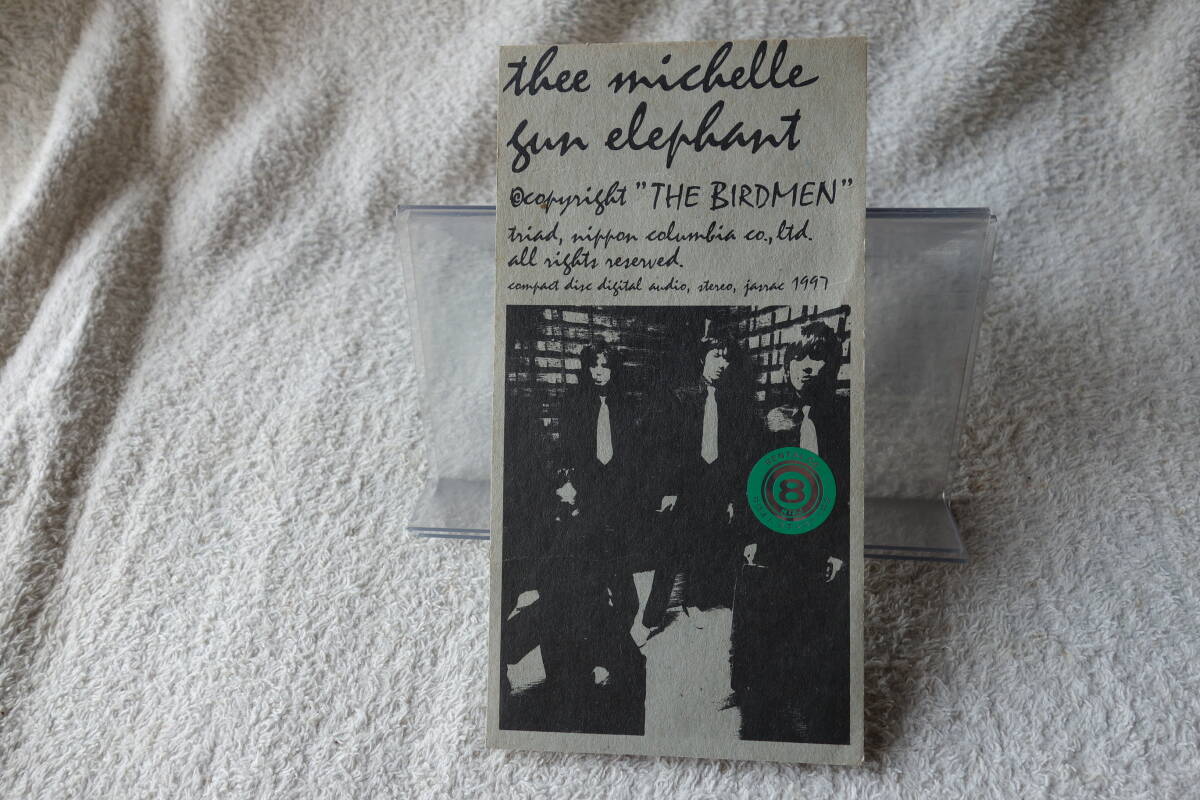 thee michelle
gun elephant
©copyright "THE BIRDMEN"
triad, nippon columbia co., ltd.
all rights reserved.
compact disc digital audio, stereo, jasrac 1997
8